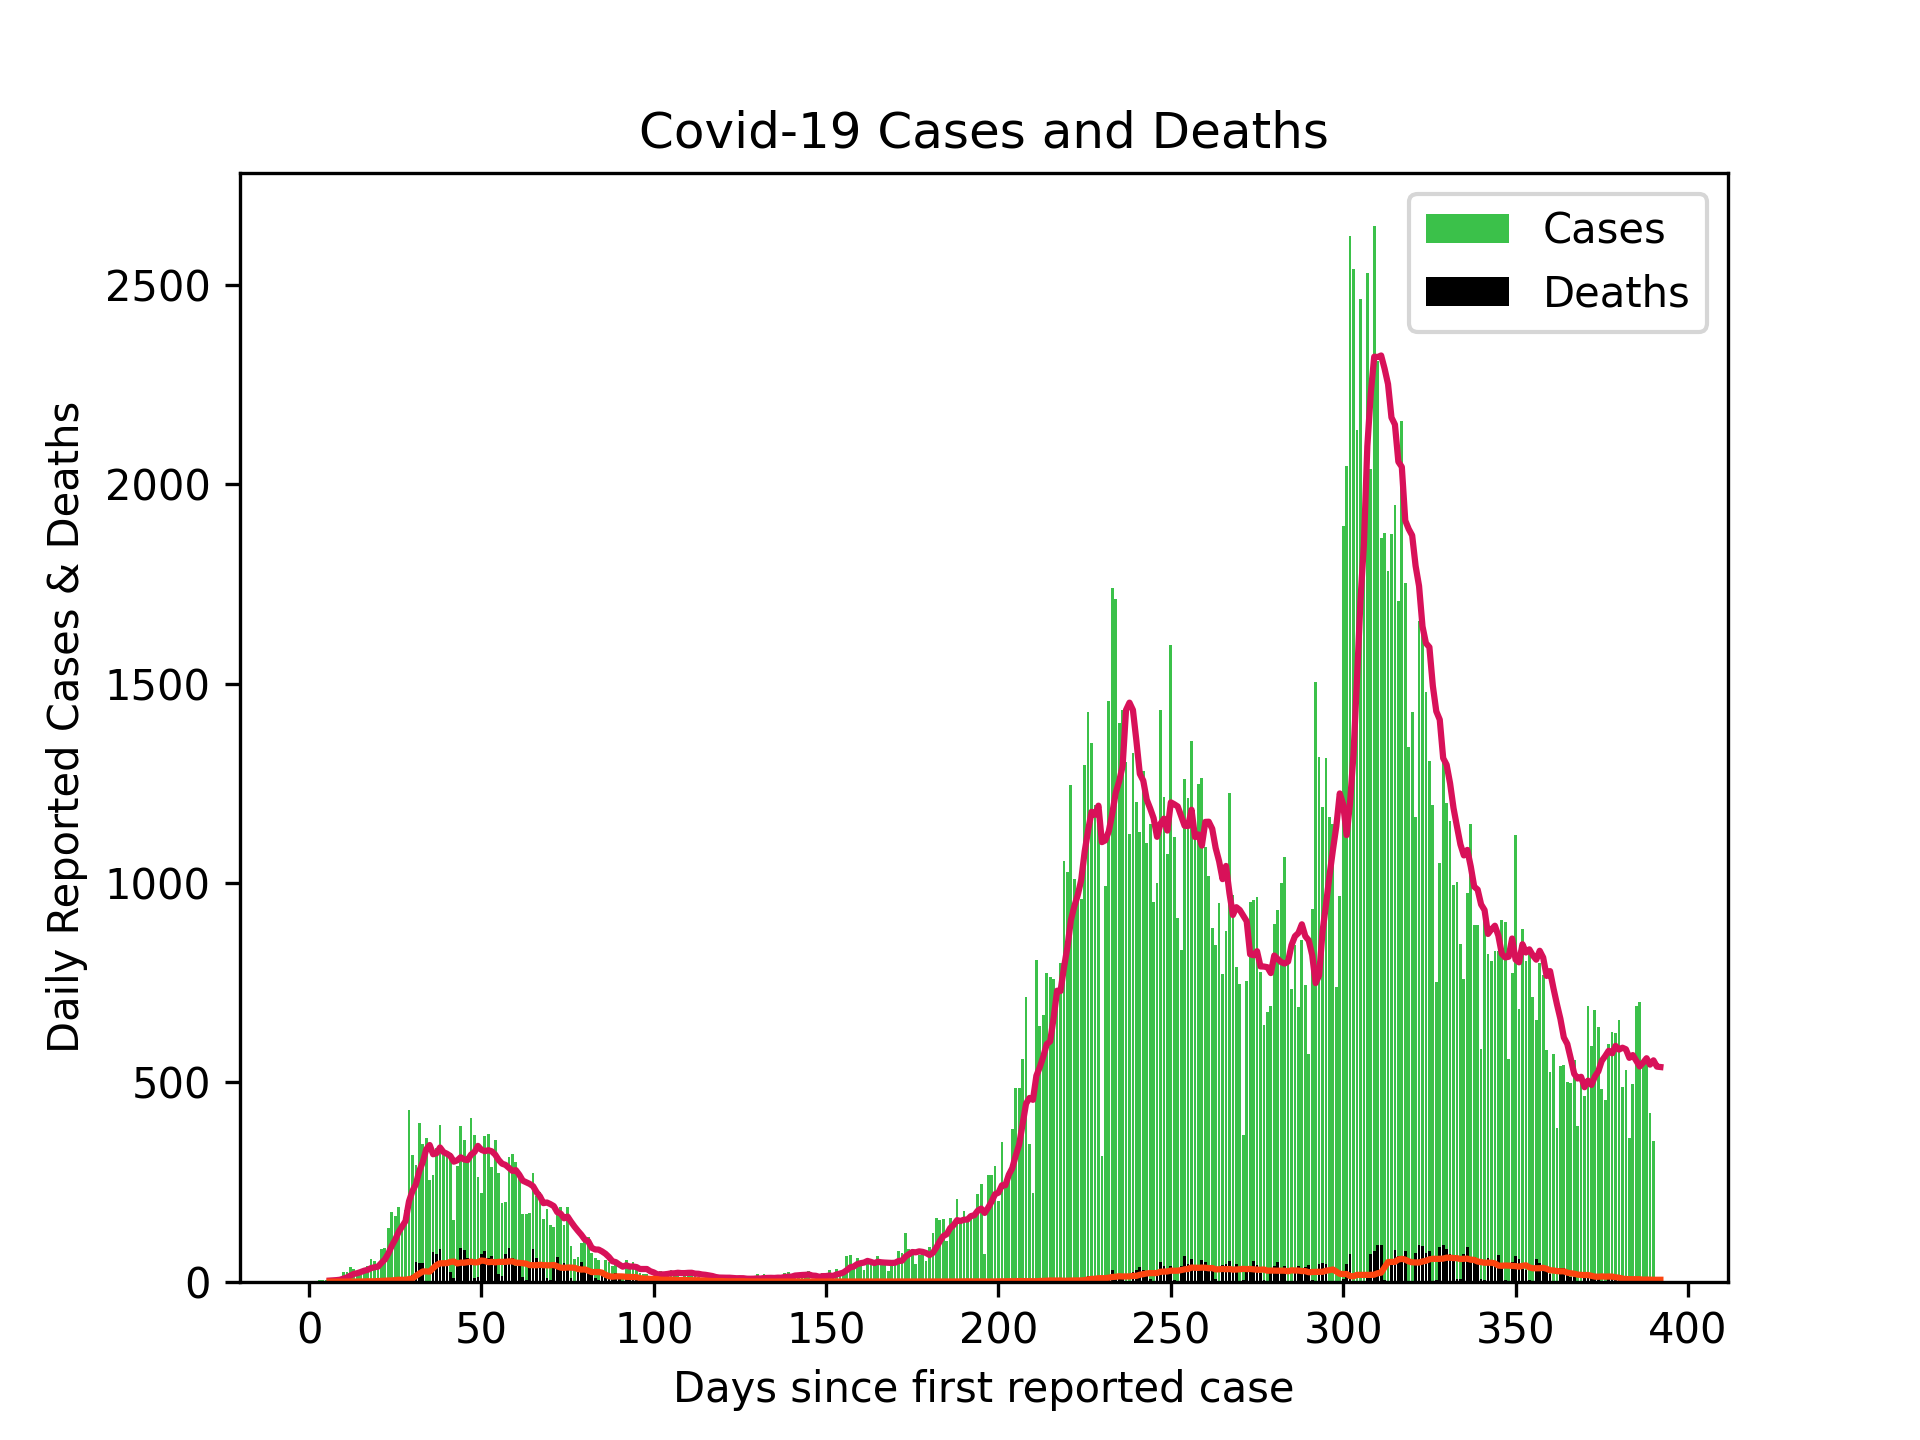 Covid-19 Cases and Deaths
Cases
Deaths
Daily Reported Cases & Deaths
2500
2000
1500
1000
500
0
0 50 100 150 200 250 300 350 400
Days since first reported case